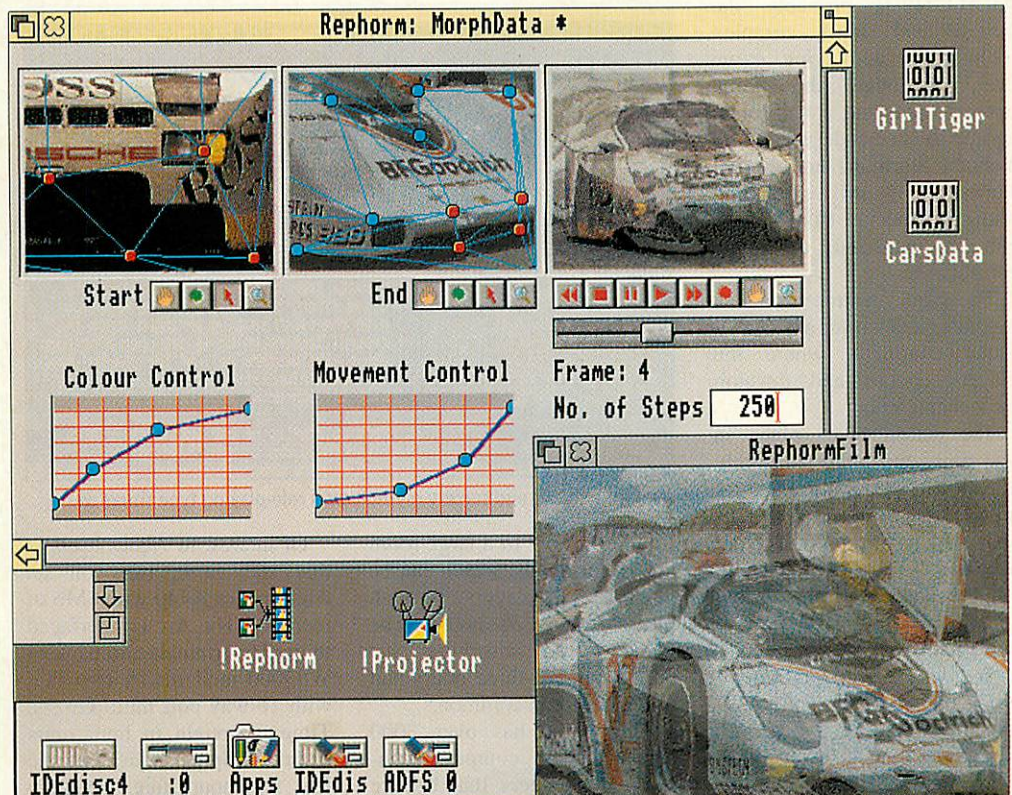 Rephorm: MorphData *
GirlTiger
CarsData
BFGoodrich
Start
End
Colour Control
Movement Control
Frame: 4
No. of Steps 250
RephormFilm
!Rephorm
!Projector
BFGoodrich
IDEdisc4
:0
Apps
IDEdis
ADFS 0